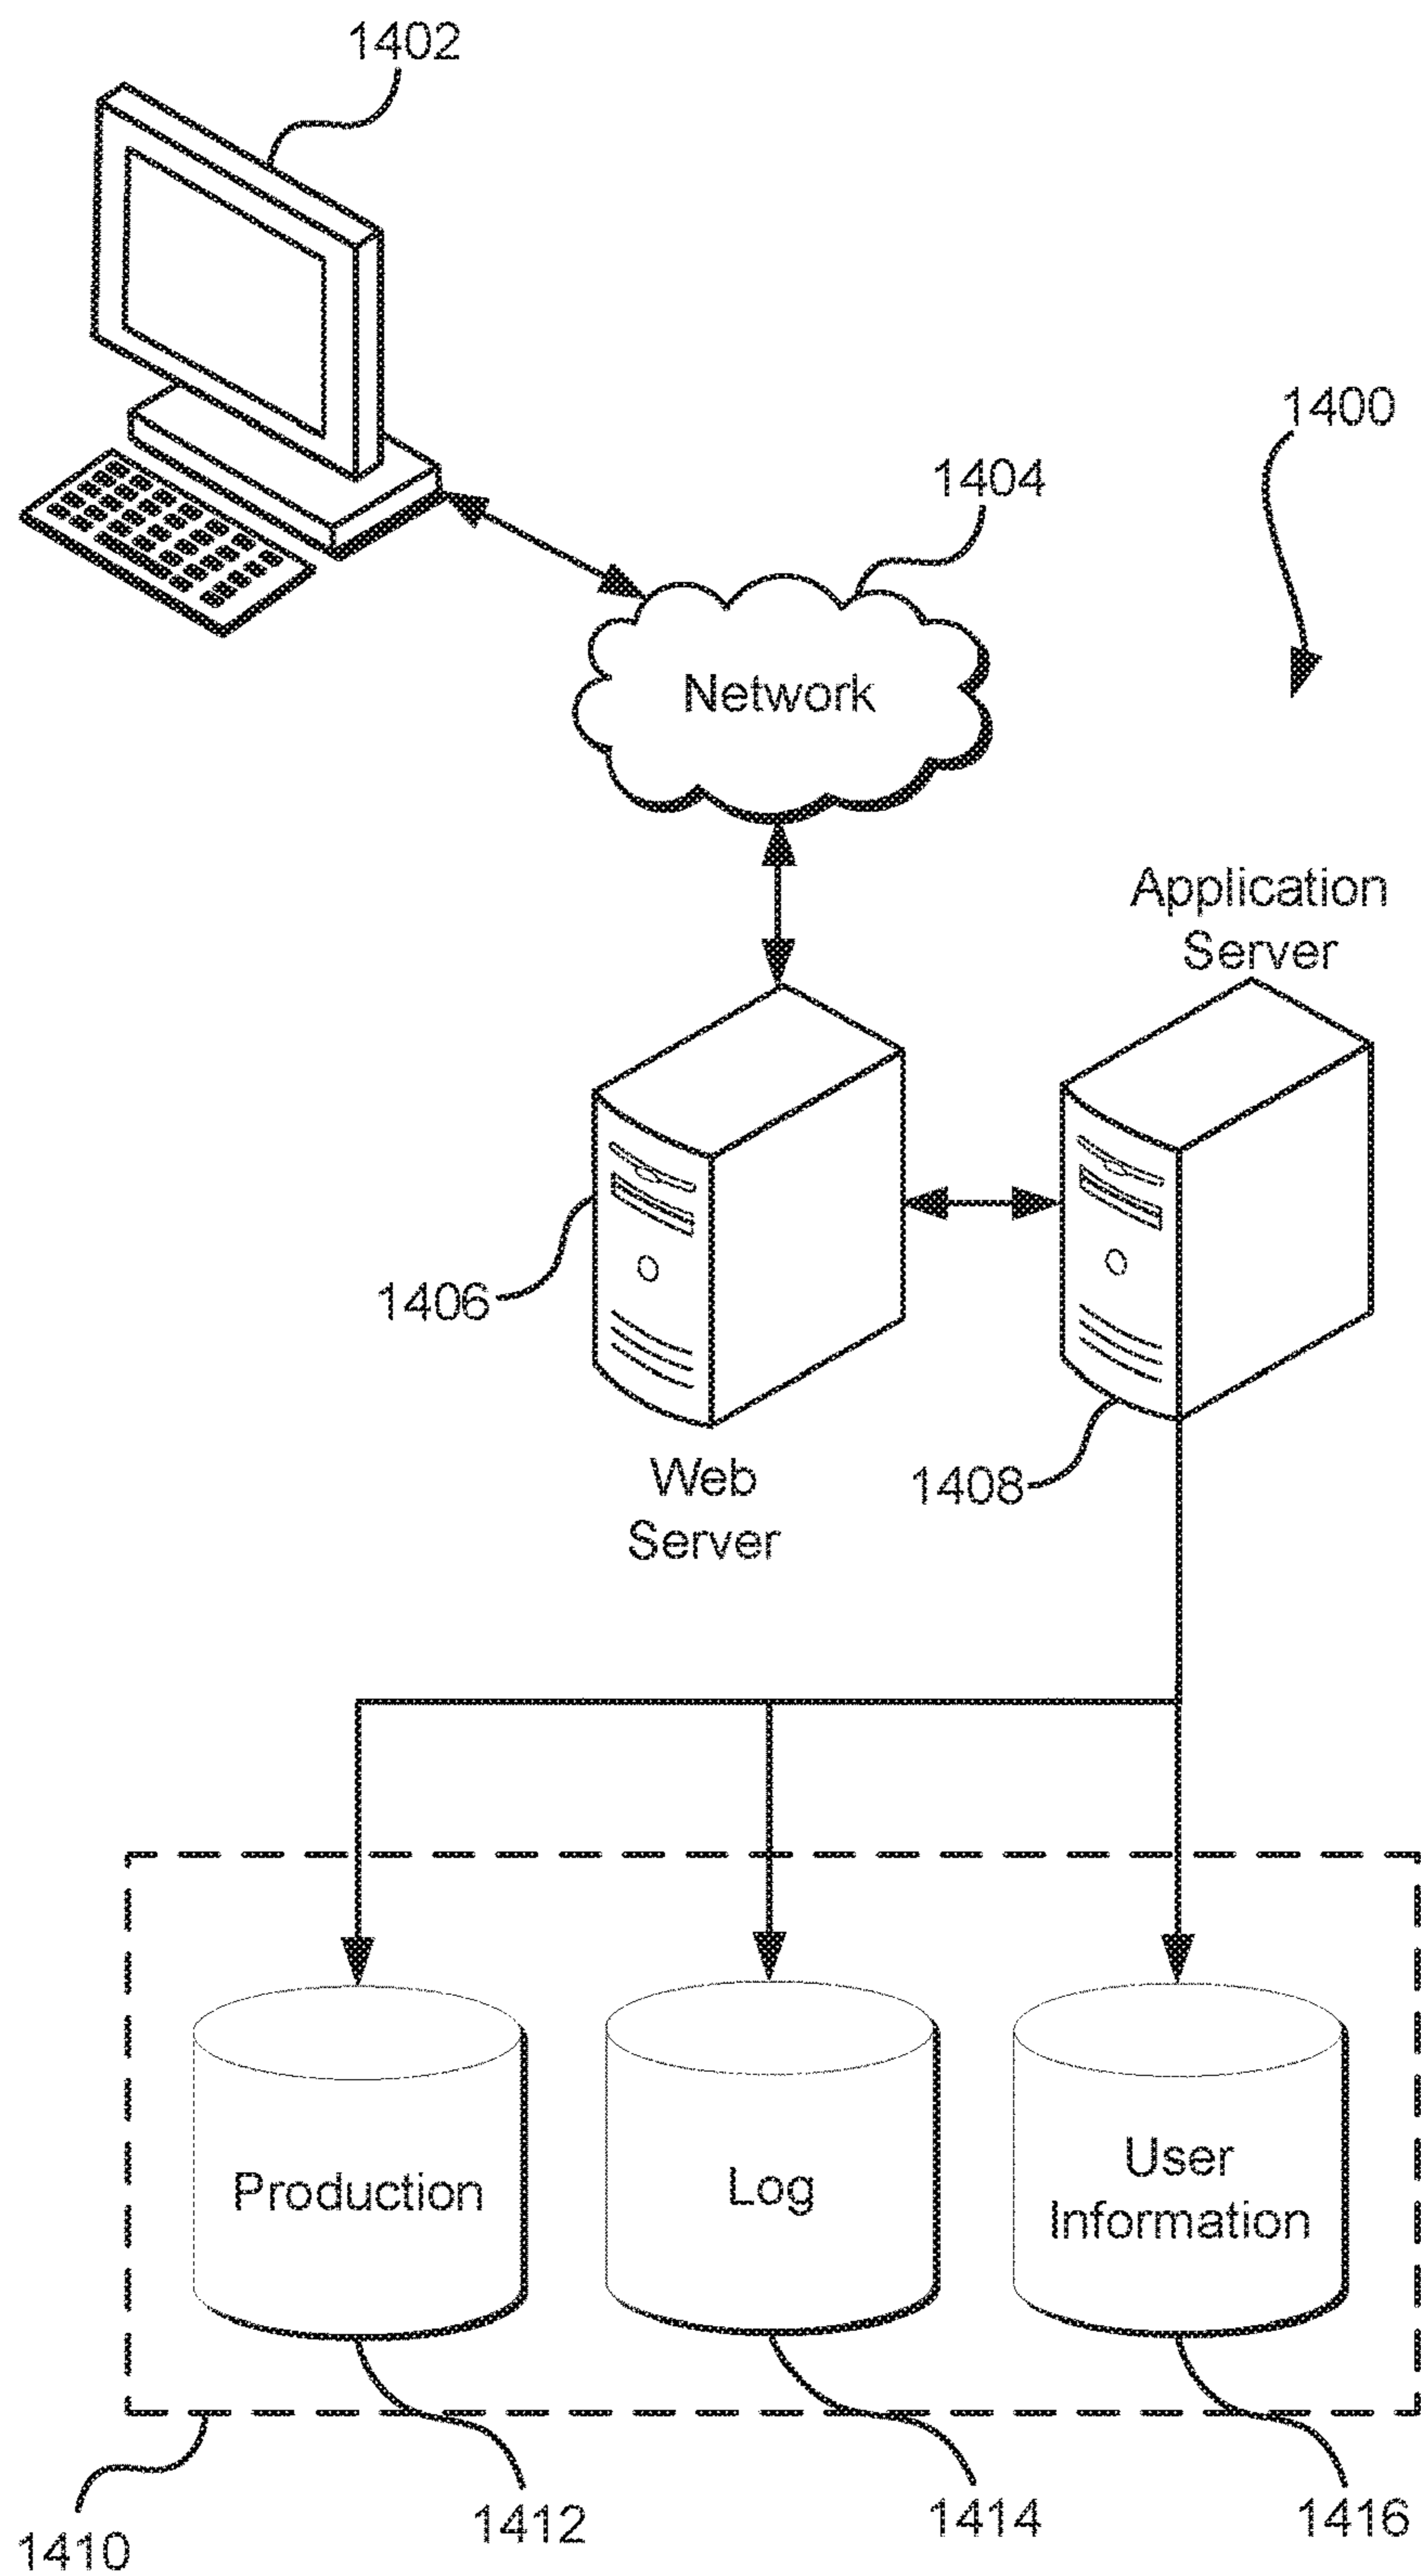 1402
1400
1404
Network
Application
Server
1406
Web
Server
1408
Production
Log
User
Information
1410
1412
1414
1416